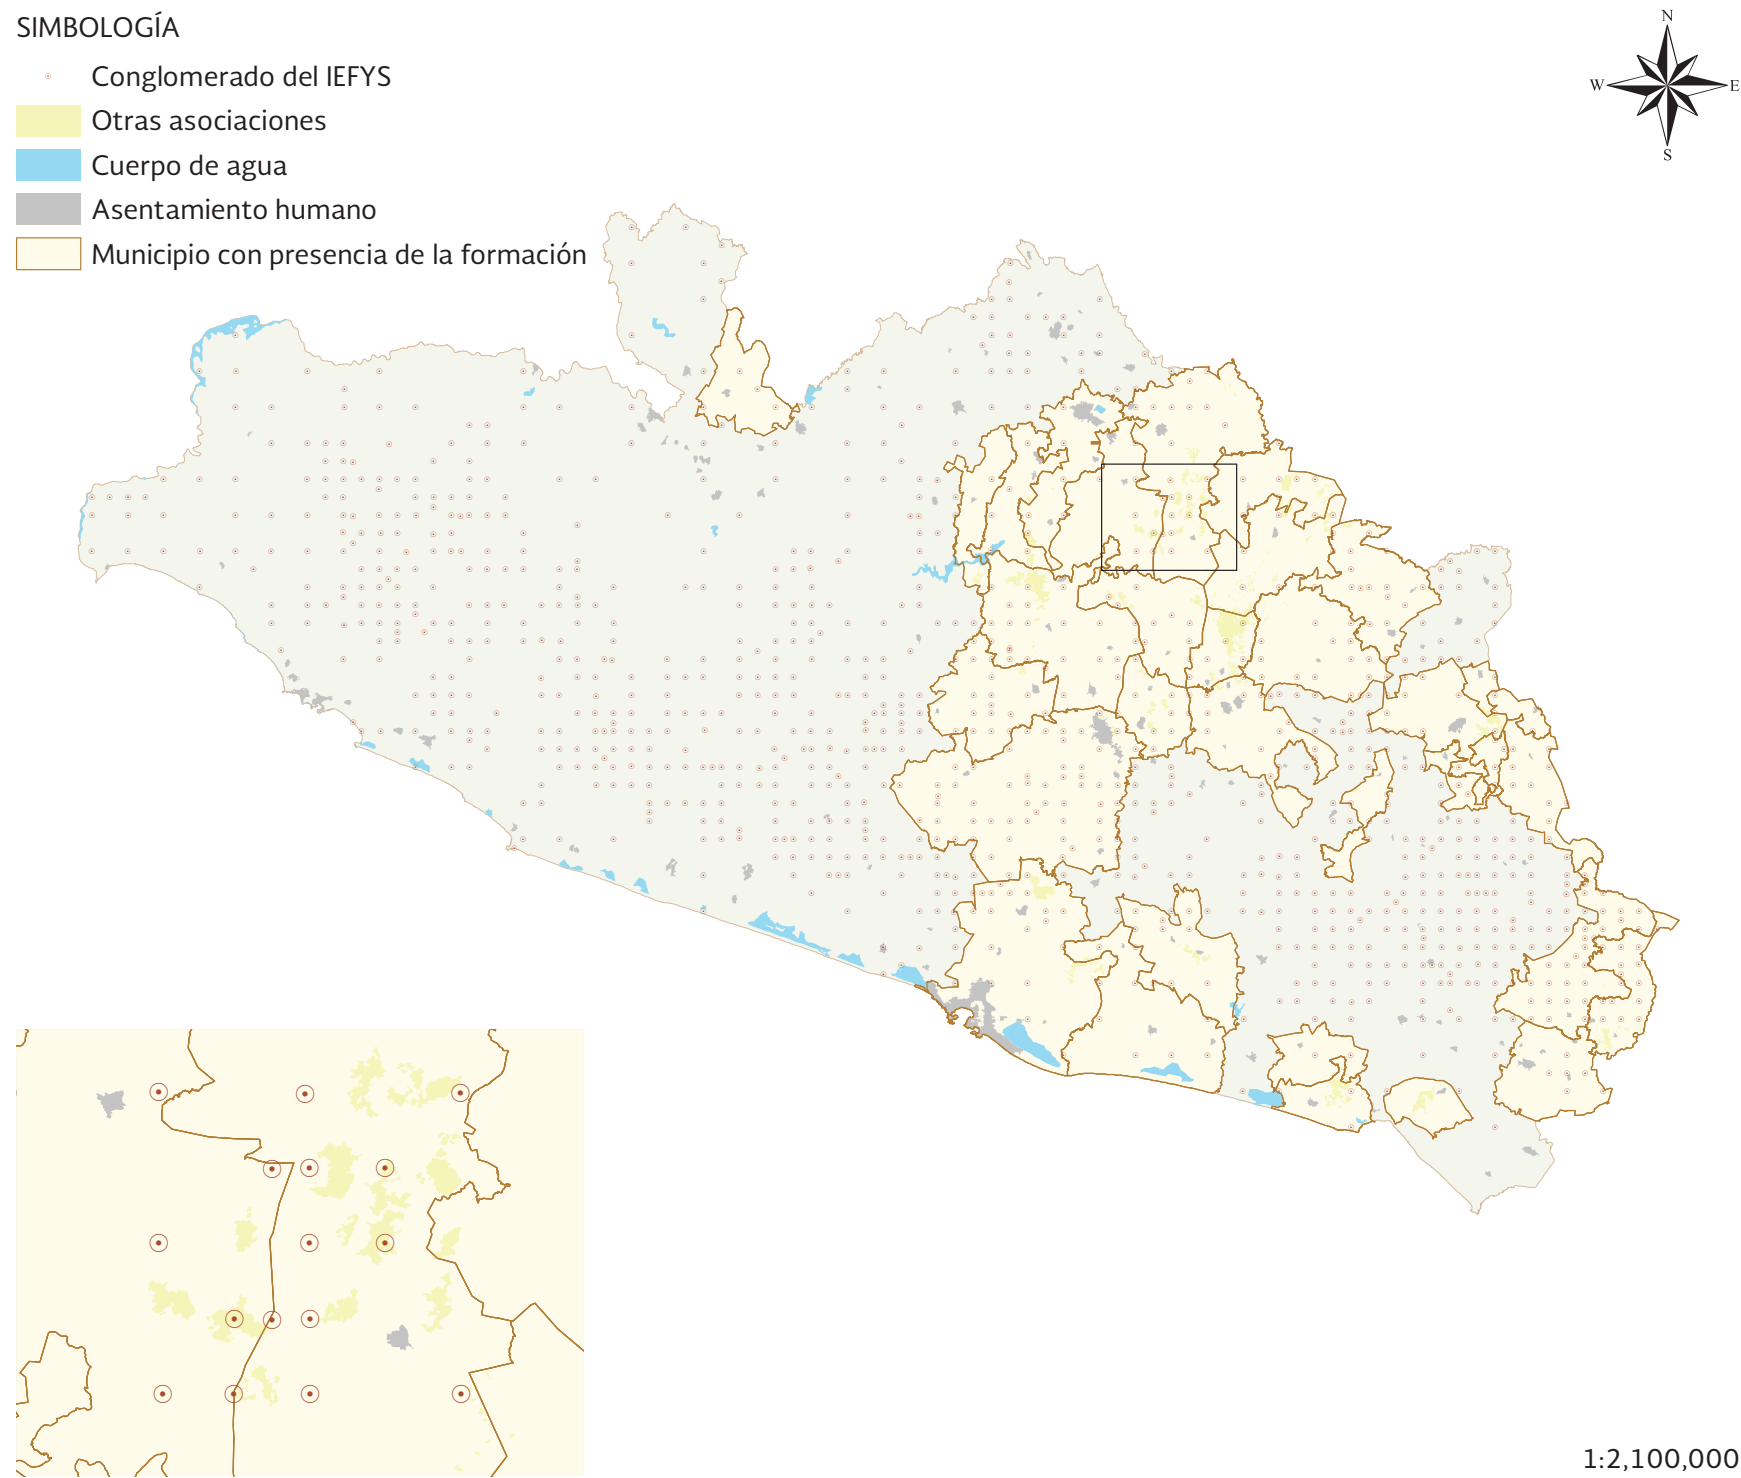 SIMBOLOGÍA
Conglomerado del IEFYS
Otras asociaciones
Cuerpo de agua
Asentamiento humano
Municipio con presencia de la formación
N
W E
S
1:2,100,000